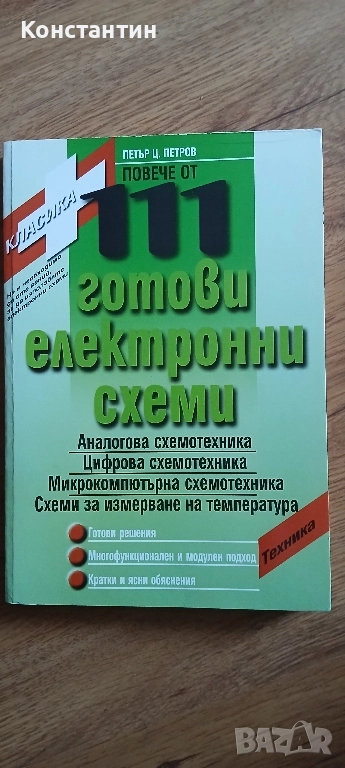 Константин
ПЕТЪР Ц. ПЕТРОВ
ПОВЕЧЕ ОТ
КЛАСИКА
111
готови
електронни
схеми
Аналогова схемотехника
Цифрова схемотехника
Микрокомпютърна схемотехника
Схеми за измерване на температура
Готови решения
Многофункционален и модулен подход
Кратки и ясни обяснения
Техника
BAZAR